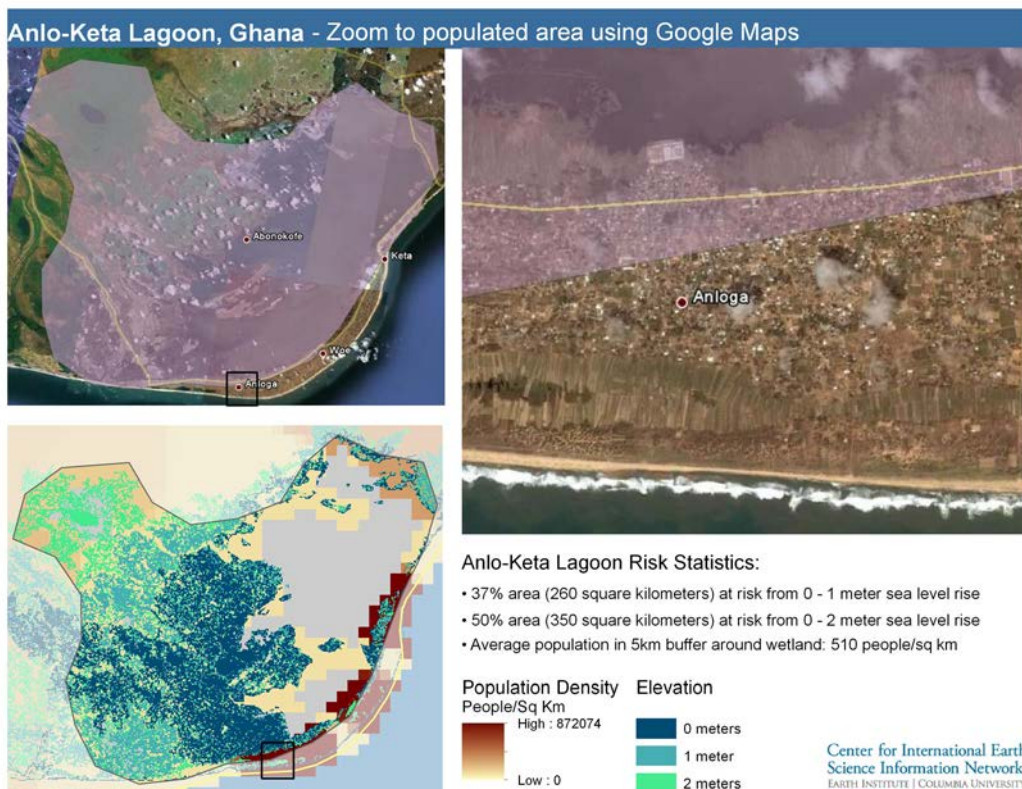 Anlo-Keta Lagoon, Ghana - Zoom to populated area using Google Maps
Abonokofe
Keta
Woe
Anloga
Anloga
Anlo-Keta Lagoon Risk Statistics:
• 37% area (260 square kilometers) at risk from 0 - 1 meter sea level rise
• 50% area (350 square kilometers) at risk from 0 - 2 meter sea level rise
• Average population in 5km buffer around wetland: 510 people/sq km
Population Density
People/Sq Km
High : 872074
Low : 0
Elevation
0 meters
1 meter
2 meters
Center for International Earth
Science Information Network
EARTH INSTITUTE | COLUMBIA UNIVERSITY